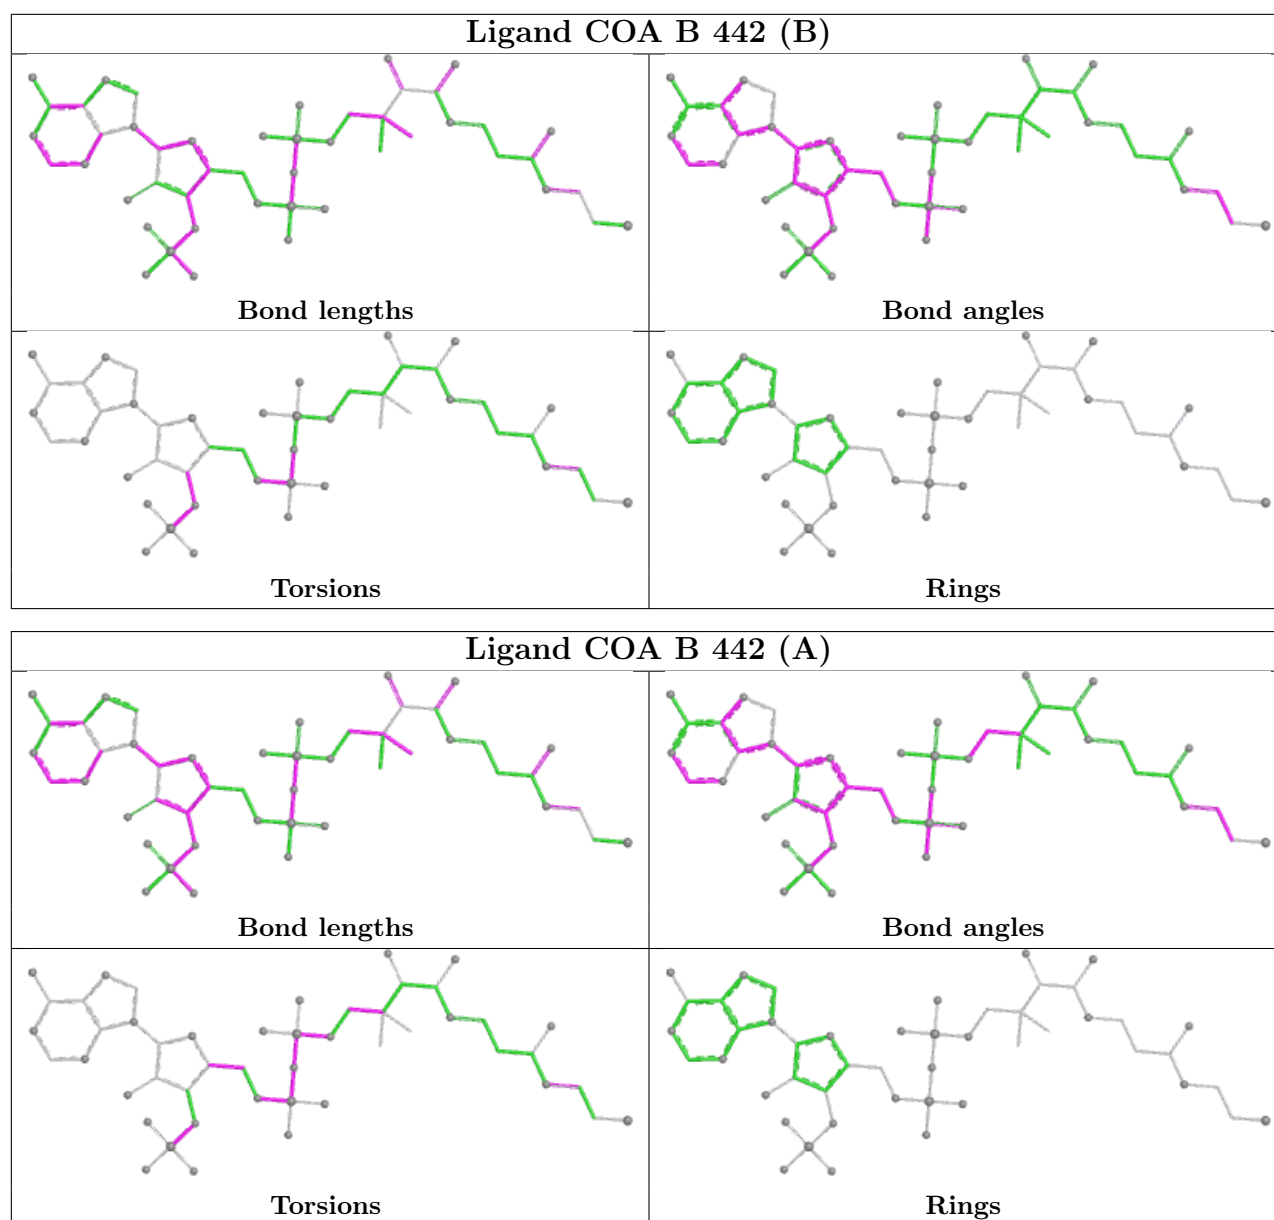 Ligand COA B 442 (B)
Bond lengths
Bond angles
Torsions
Rings
Ligand COA B 442 (A)
Bond lengths
Bond angles
Torsions
Rings